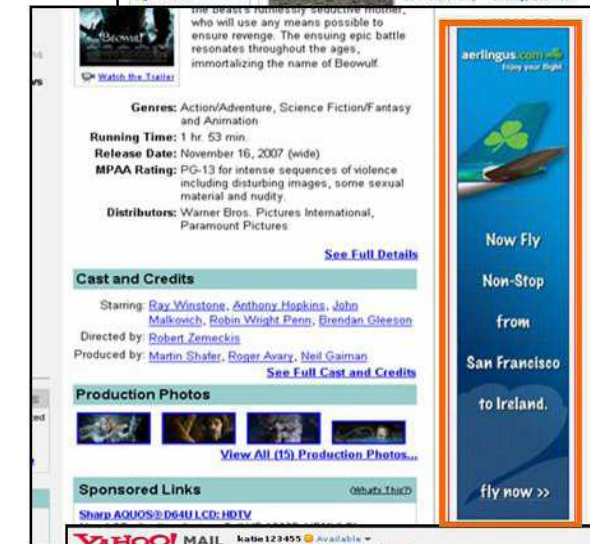 the beast's ruthlessly seductive mother,
who will use any means possible to
ensure revenge. The ensuing epic battle
resonates throughout the ages,
immortalizing the name of Beowulf.
Beowulf
Watch the Trailer
Genres: Action/Adventure, Science Fiction/Fantasy
and Animation
Running Time: 1 hr. 53 min.
Release Date: November 16, 2007 (wide)
MPAA Rating: PG-13 for intense sequences of violence
including disturbing images, some sexual
material and nudity.
Distributors: Warner Bros. Pictures International,
Paramount Pictures
See Full Details
Cast and Credits
Starring: Ray Winstone, Anthony Hopkins, John
Malkovich, Robin Wright Penn, Brendan Gleeson
Directed by: Robert Zemeckis
Produced by: Martin Shafer, Roger Avary, Neil Gaiman
See Full Cast and Credits
Production Photos
View All (15) Production Photos...
Sponsored Links
(What's This?)
Sharp AQUOS® D64U LCD: HDTV
YAHOO! MAIL katie123455 Available
aerlingus.com
Enjoy your flight
Now Fly
Non-Stop
from
San Francisco
to Ireland.
fly now >>